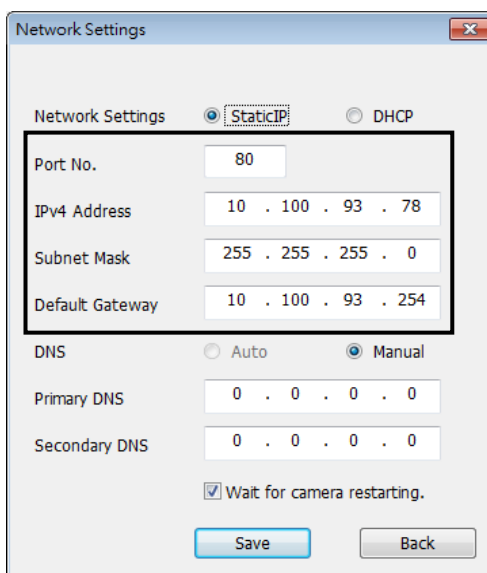 Network Settings
Network Settings StaticIP DHCP
Port No. 80
IPv4 Address 10 . 100 . 93 . 78
Subnet Mask 255 . 255 . 255 . 0
Default Gateway 10 . 100 . 93 . 254
DNS Auto Manual
Primary DNS 0 . 0 . 0 . 0
Secondary DNS 0 . 0 . 0 . 0
Wait for camera restarting.
Save Back